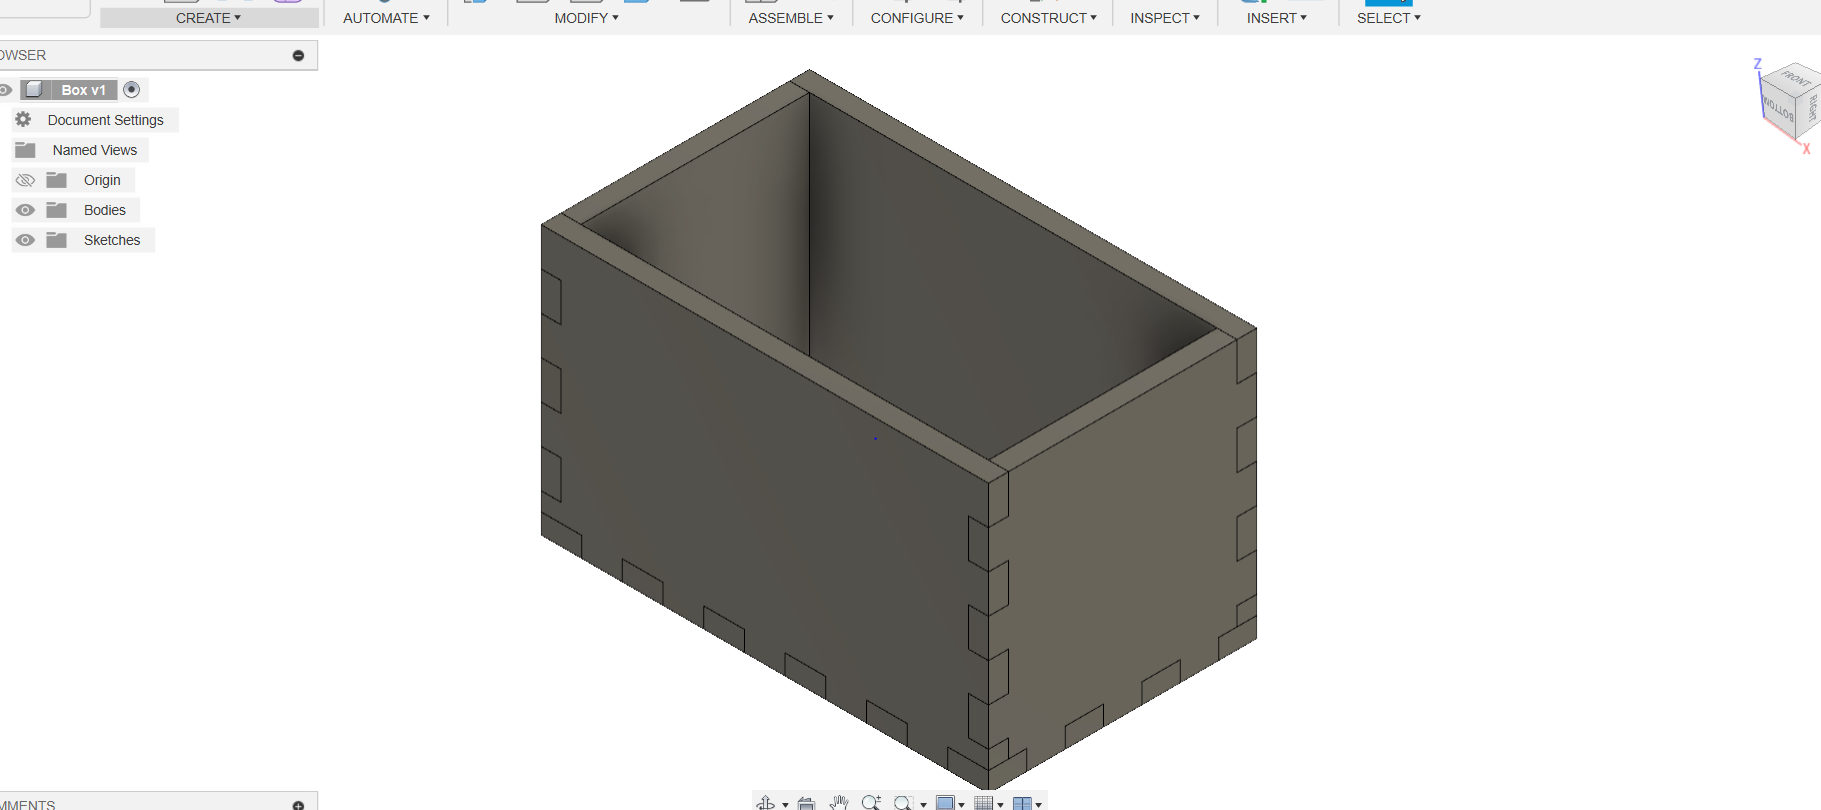 CREATE ▾ AUTOMATE ▾ MODIFY ▾ ASSEMBLE ▾ CONFIGURE ▾ CONSTRUCT ▾ INSPECT ▾ INSERT ▾ SELECT ▾
OWSER
Box v1
Document Settings
Named Views
Origin
Bodies
Sketches
Z
FRONT
BOTTOM
RIGHT
X
MMENTS